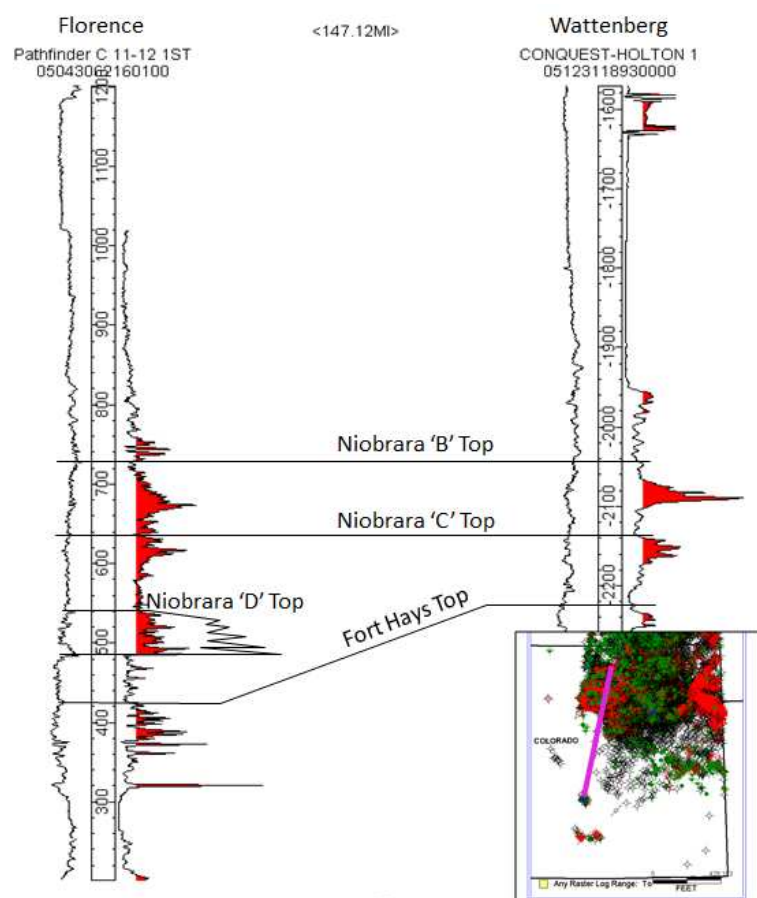 Florence
<147.12MI>
Wattenberg
Pathfinder C 11-12 1ST
CONQUEST-HOLTON 1
05043062160100
05123118930000
1200
1100
1000
900
800
700
600
500
400
300
-1600
-1700
-1800
-1900
-2000
-2100
-2200
Niobrara ‘B’ Top
Niobrara ‘C’ Top
Niobrara ‘D’ Top
Fort Hays Top
COLORADO
Any Raster Log Range: To
FEET